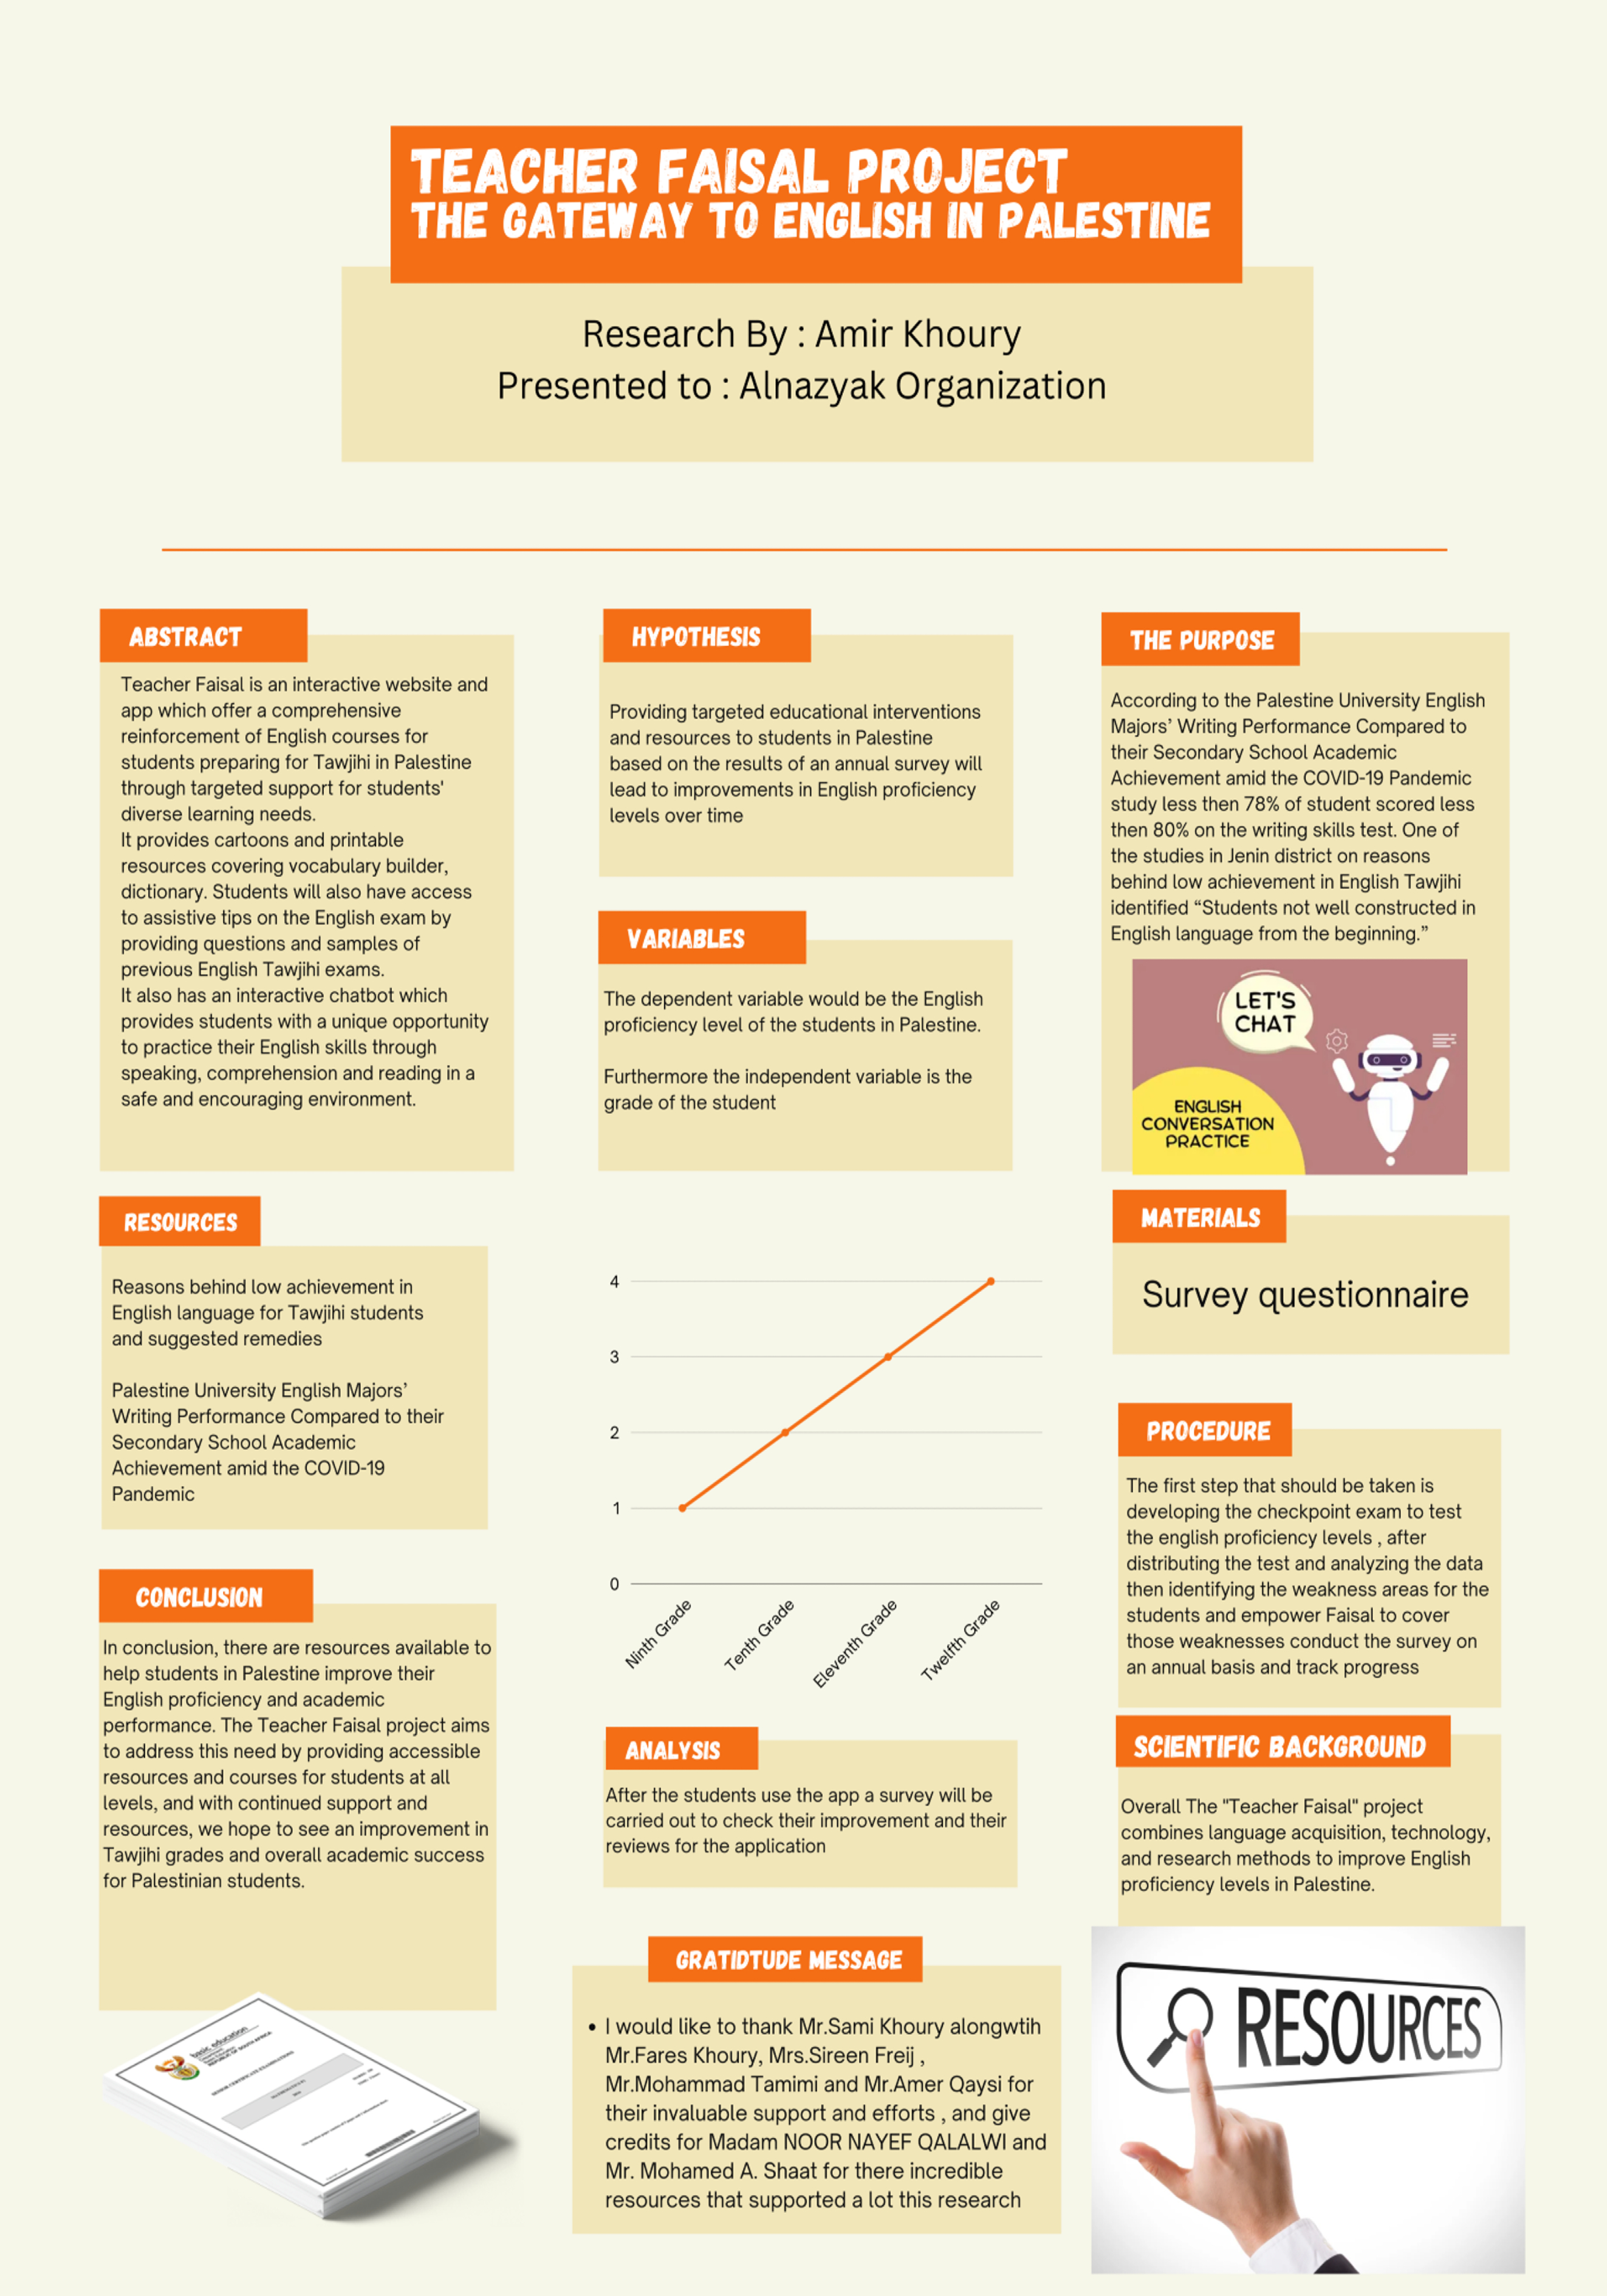 TEACHER FAISAL PROJECT
THE GATEWAY TO ENGLISH IN PALESTINE
Research By : Amir Khoury
Presented to : Alnazyak Organization
ABSTRACT
Teacher Faisal is an interactive website and
app which offer a comprehensive
reinforcement of English courses for
students preparing for Tawjihi in Palestine
through targeted support for students'
diverse learning needs.
It provides cartoons and printable
resources covering vocabulary builder,
dictionary. Students will also have access
to assistive tips on the English exam by
providing questions and samples of
previous English Tawjihi exams.
It also has an interactive chatbot which
provides students with a unique opportunity
to practice their English skills through
speaking, comprehension and reading in a
safe and encouraging environment.
RESOURCES
Reasons behind low achievement in
English language for Tawjihi students
and suggested remedies
Palestine University English Majors’
Writing Performance Compared to their
Secondary School Academic
Achievement amid the COVID-19
Pandemic
CONCLUSION
In conclusion, there are resources available to
help students in Palestine improve their
English proficiency and academic
performance. The Teacher Faisal project aims
to address this need by providing accessible
resources and courses for students at all
levels, and with continued support and
resources, we hope to see an improvement in
Tawjihi grades and overall academic success
for Palestinian students.
basic education
REPUBLIC OF SOUTH AFRICA
HYPOTHESIS
Providing targeted educational interventions
and resources to students in Palestine
based on the results of an annual survey will
lead to improvements in English proficiency
levels over time
VARIABLES
The dependent variable would be the English
proficiency level of the students in Palestine.
Furthermore the independent variable is the
grade of the student
4
3
2
1
0
Ninth Grade
Tenth Grade
Eleventh Grade
Twelfth Grade
ANALYSIS
After the students use the app a survey will be
carried out to check their improvement and their
reviews for the application
GRATIDTUDE MESSAGE
• I would like to thank Mr.Sami Khoury alongwtih
Mr.Fares Khoury, Mrs.Sireen Freij ,
Mr.Mohammad Tamimi and Mr.Amer Qaysi for
their invaluable support and efforts , and give
credits for Madam NOOR NAYEF QALALWI and
Mr. Mohamed A. Shaat for there incredible
resources that supported a lot this research
THE PURPOSE
According to the Palestine University English
Majors’ Writing Performance Compared to
their Secondary School Academic
Achievement amid the COVID-19 Pandemic
study less then 78% of student scored less
then 80% on the writing skills test. One of
the studies in Jenin district on reasons
behind low achievement in English Tawjihi
identified “Students not well constructed in
English language from the beginning.”
LET'S
CHAT
ENGLISH
CONVERSATION
PRACTICE
MATERIALS
Survey questionnaire
PROCEDURE
The first step that should be taken is
developing the checkpoint exam to test
the english proficiency levels , after
distributing the test and analyzing the data
then identifying the weakness areas for the
students and empower Faisal to cover
those weaknesses conduct the survey on
an annual basis and track progress
SCIENTIFIC BACKGROUND
Overall The "Teacher Faisal" project
combines language acquisition, technology,
and research methods to improve English
proficiency levels in Palestine.
RESOURCES